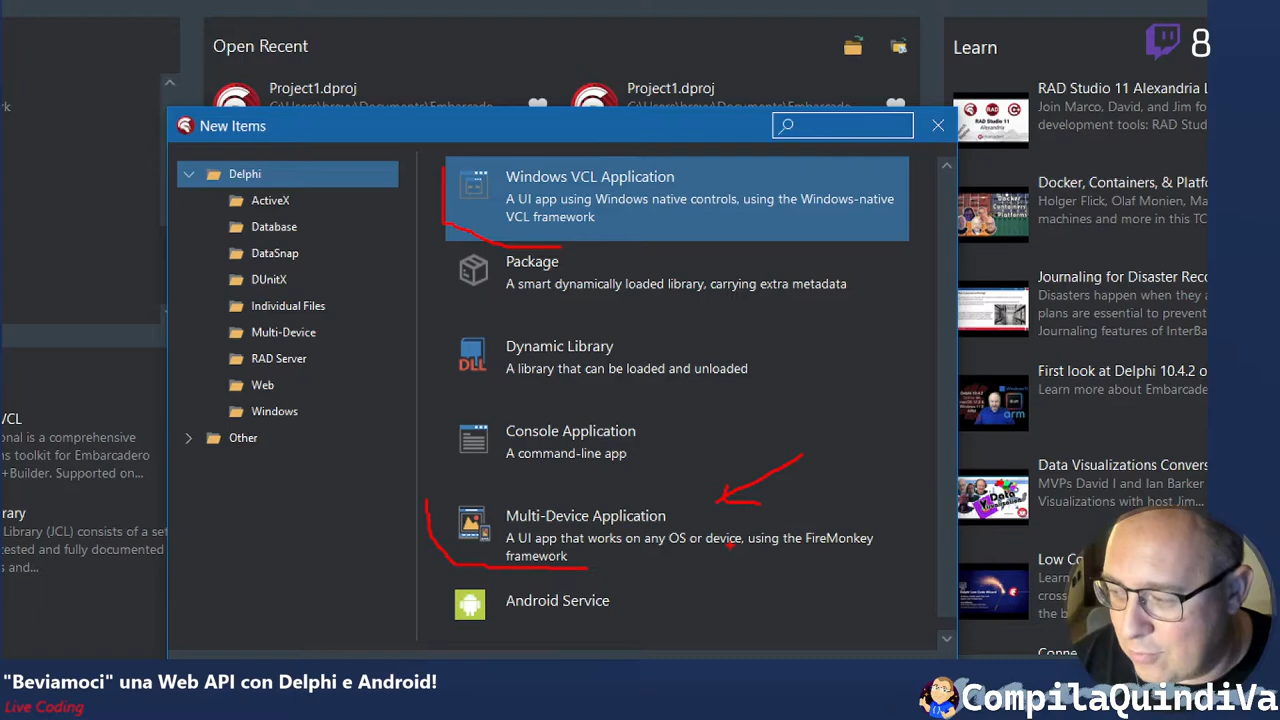 Open Recent
Learn
8
Project1.dproj
Project1.dproj
RAD Studio 11 Alexandria L
Join Marco, David, and Jim fo
development tools: RAD Stud
New Items
Delphi
ActiveX
Database
DataSnap
DUnitX
Individual Files
Multi-Device
RAD Server
Web
Windows
Other
Windows VCL Application
A UI app using Windows native controls, using the Windows-native
VCL framework
Package
A smart dynamically loaded library, carrying extra metadata
Dynamic Library
DLL
A library that can be loaded and unloaded
Console Application
A command-line app
Multi-Device Application
A UI app that works on any OS or device, using the FireMonkey
framework
Android Service
Docker, Containers, & Platfo
Holger Flick, Olaf Monien, Ma
machines and more in this TC
Journaling for Disaster Reco
Disasters happen when they a
plans are essential to prevent
Journaling features of InterBa
First look at Delphi 10.4.2 o
Learn more about Embarcade
arm
Data Visualizations Convers
MVPs David I and Ian Barker
Visualizations with host Jim
Low Co
Learn
cross
the b
VCL
onal is a comprehensive
ns toolkit for Embarcadero
+Builder. Supported on...
rary
Library (JCL) consists of a set
tested and fully documented
s and...
"Beviamoci" una Web API con Delphi e Android!
Live Coding
CompilaQuindiVa